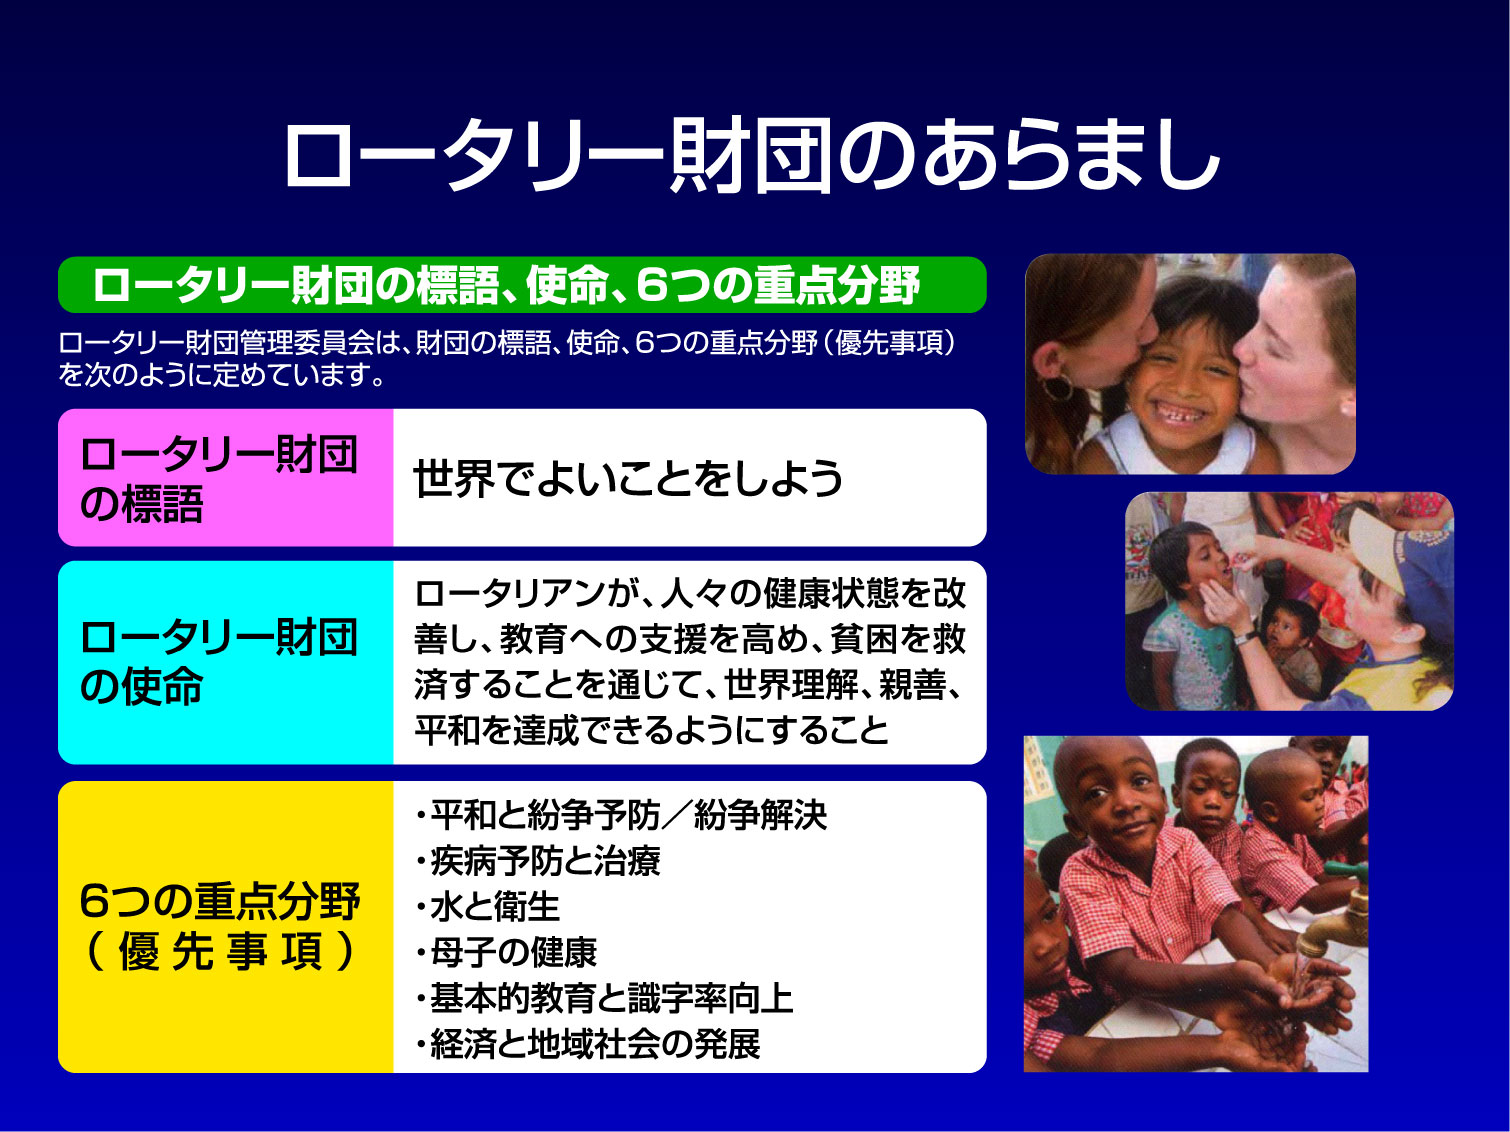 ロータリー財団のあらまし
ロータリー財団の標語、使命、6つの重点分野
ロータリー財団管理委員会は、財団の標語、使命、6つの重点分野（優先事項）
を次のように定めています。
ロータリー財団
の標語
世界でよいことをしよう
ロータリー財団
の使命
ロータリアンが、人々の健康状態を改
善し、教育への支援を高め、貧困を救
済することを通じて、世界理解、親善、
平和を達成できるようにすること
6つの重点分野
（優先事項）
・平和と紛争予防／紛争解決
・疾病予防と治療
・水と衛生
・母子の健康
・基本的教育と識字率向上
・経済と地域社会の発展